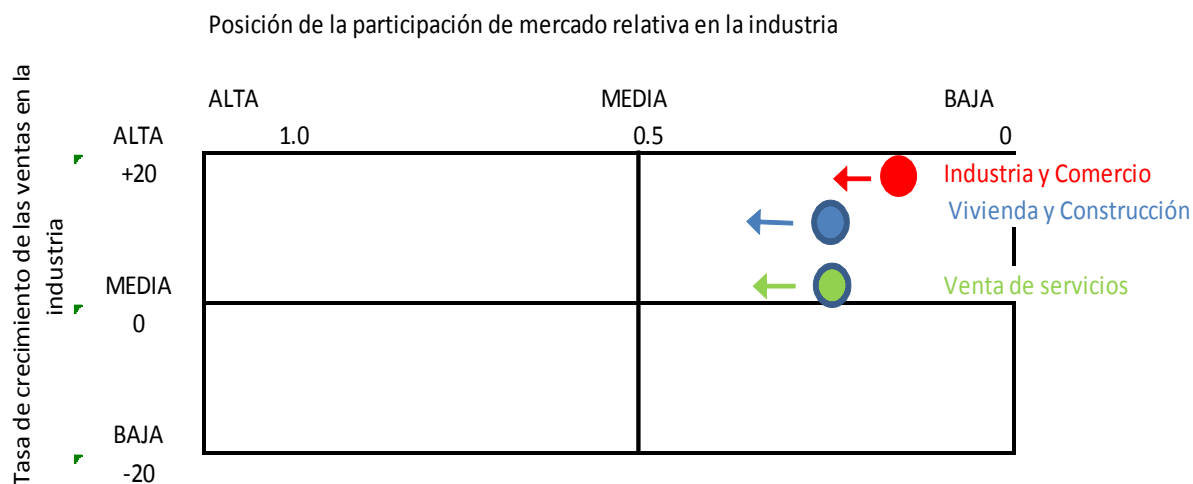 Posición de la participación de mercado relativa en la industria
Tasa de crecimiento de las ventas en la
industria
ALTA MEDIA BAJA
ALTA 1.0 0.5 0
+20
Industria y Comercio
Vivienda y Construcción
MEDIA
Venta de servicios
0
BAJA
-20